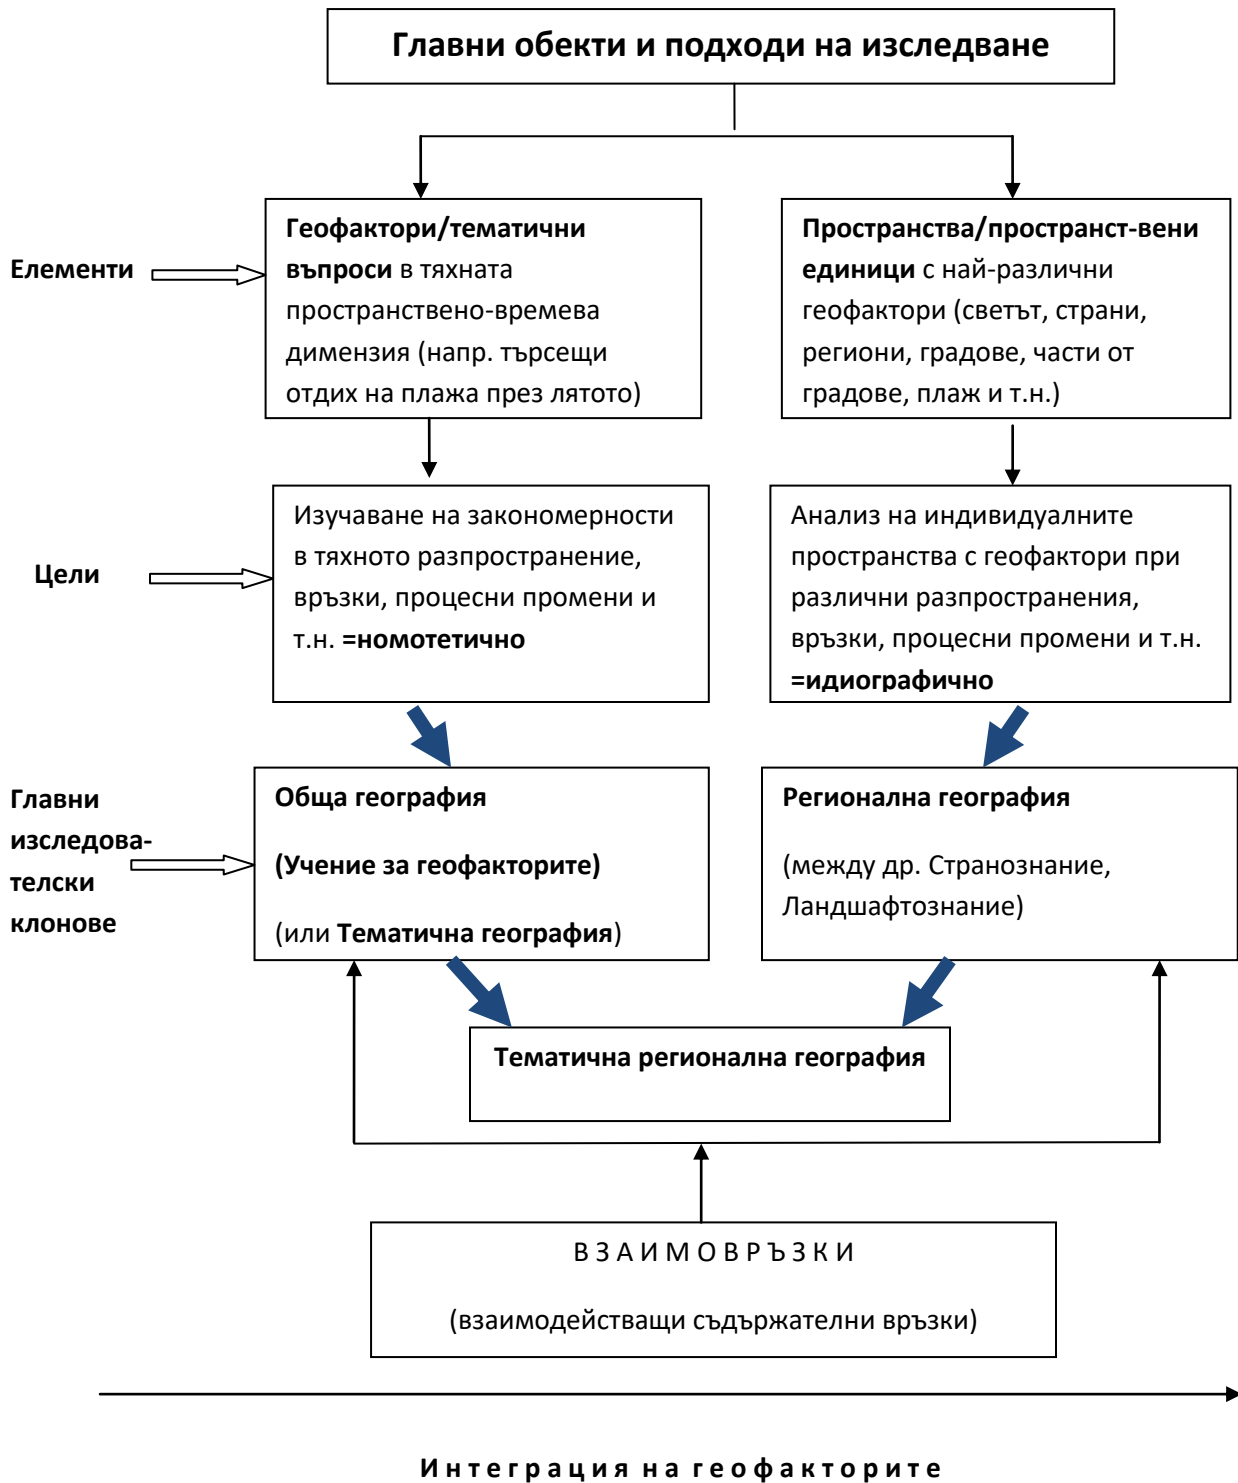 Главни обекти и подходи на изследване
Елементи
Геофактори/тематични
въпроси в тяхната
пространствено-времева
димензия (напр. търсещи
отдих на плажа през лятото)
Пространства/пространст-вени
единици с най-различни
геофактори (светът, страни,
региони, градове, части от
градове, плаж и т.н.)
Цели
Изучаване на закономерности
в тяхното разпространение,
връзки, процесни промени и
т.н. =номотетично
Анализ на индивидуалните
пространства с геофактори при
различни разпространения,
връзки, процесни промени и т.н.
=идиографично
Главни
изследова-
телски
клонове
Обща география
(Учение за геофакторите)
(или Тематична география)
Регионална география
(между др. Странознание,
Ландшафтознание)
Тематична регионална география
В З А И М О В Р Ъ З К И
(взаимодействащи съдържателни връзки)
И н т е г р а ц и я н а г е о ф а к т о р и т е